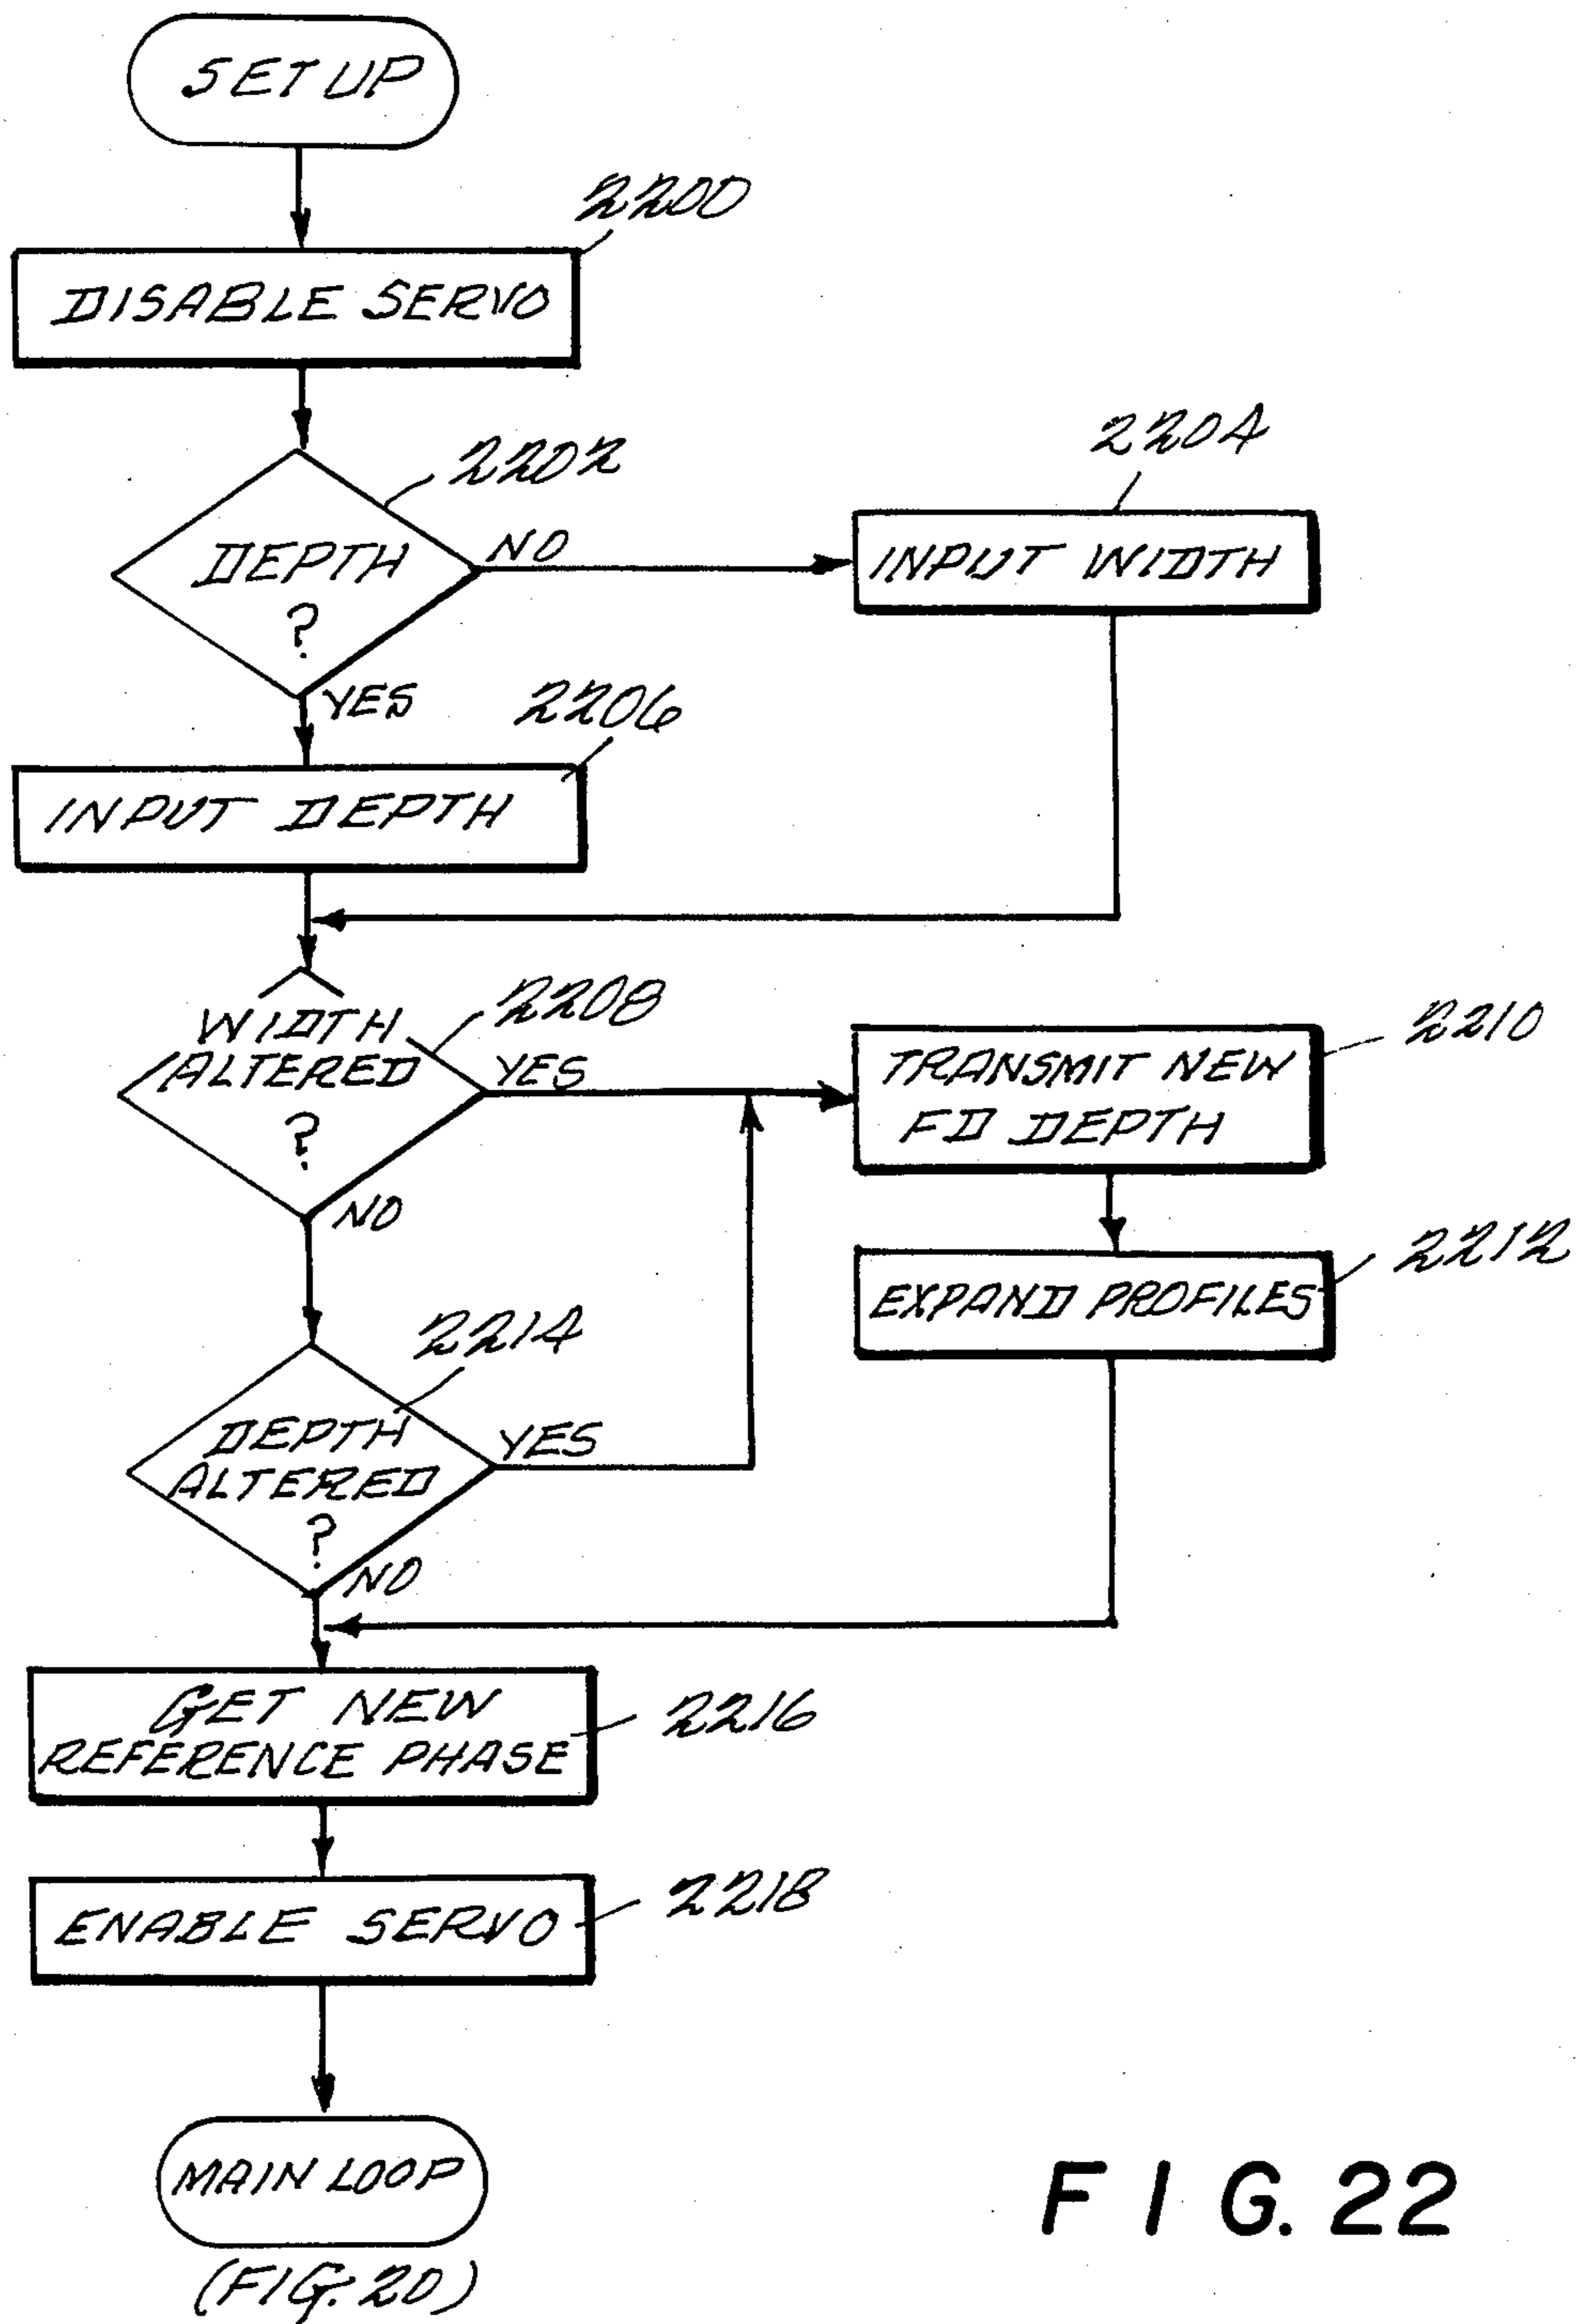 SET UP
2200
DISABLE SERVO
2202
2204
DEPTH
?
NO
INPUT WIDTH
YES
2206
INPUT DEPTH
2208
WIDTH
ALTERED
?
YES
NO
2210
TRANSMIT NEW
FD DEPTH
2212
EXPAND PROFILES
2214
DEPTH
ALTERED
?
YES
NO
GET NEW
REFERENCE PHASE
2216
ENABLE SERVO
2218
MAIN LOOP
(FIG. 20)
FIG. 22